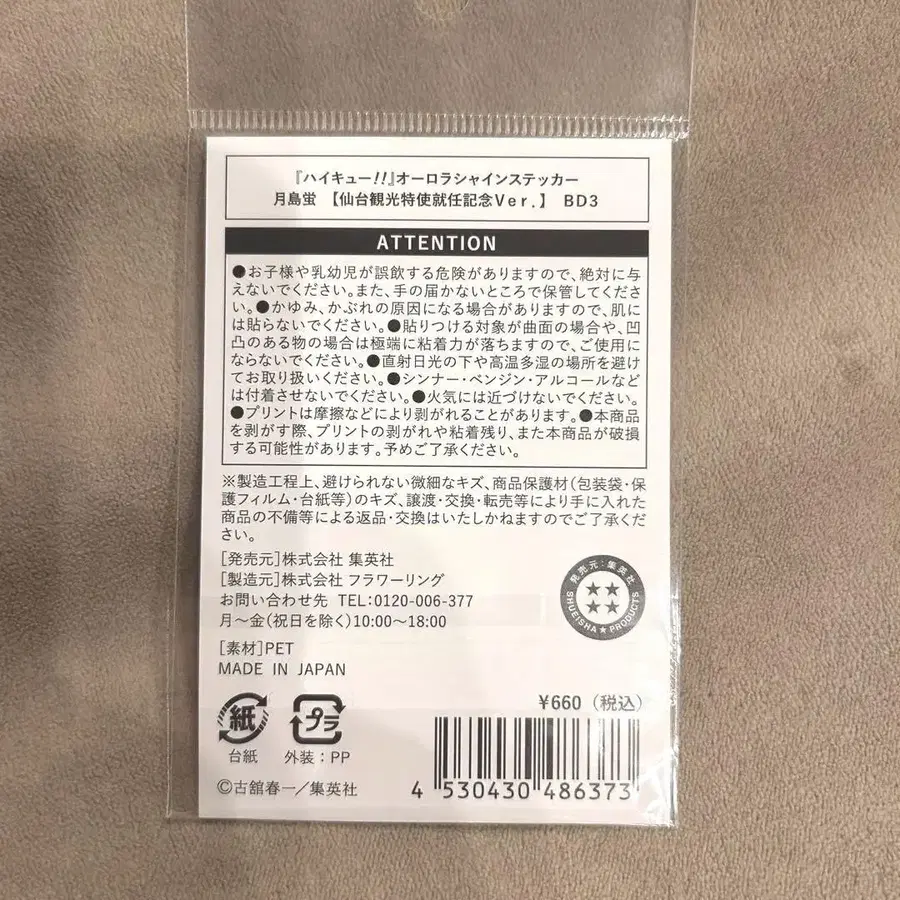 『ハイキュー!!』オーロラシャインステッカー
月島蛍 【仙台観光特使就任記念Ver.】 BD3
ATTENTION
●お子様や乳幼児が誤飲する危険がありますので、絶対に与
えないでください。また、手の届かないところで保管してくださ
い。●かゆみ、かぶれの原因になる場合がありますので、肌に
は貼らないでください。●貼りつける対象が曲面の場合や、凹
凸のある物の場合は極端に粘着力が落ちますので、ご使用に
ならないでください。●直射日光の下や高温多湿の場所を避け
てお取り扱いください。●シンナー・ベンジン・アルコールなど
は付着させないでください。●火気には近づけないでください。
●プリントは摩擦などにより剥がれることがあります。●本商品
を剥がす際、プリントの剥がれや粘着残り、また本商品が破損
する可能性があります。予めご了承ください。
※製造工程上、避けられない微細なキズ、商品保護材(包装袋・保
護フィルム・台紙等)のキズ、譲渡・交換・転売等により手に入れた
商品の不備等による返品・交換はいたしかねますのでご了承くだ
さい。
[発売元]株式会社 集英社
[製造元]株式会社 フラワーリング
お問い合わせ先 TEL:0120-006-377
月〜金(祝日を除く)10:00〜18:00
発売元:集英社
SHUEISHA★PRODUCTS
[素材]PET
MADE IN JAPAN
¥660 (税込)
紙 プラ
台紙 外装:PP
©古舘春一/集英社
4 530430 486373